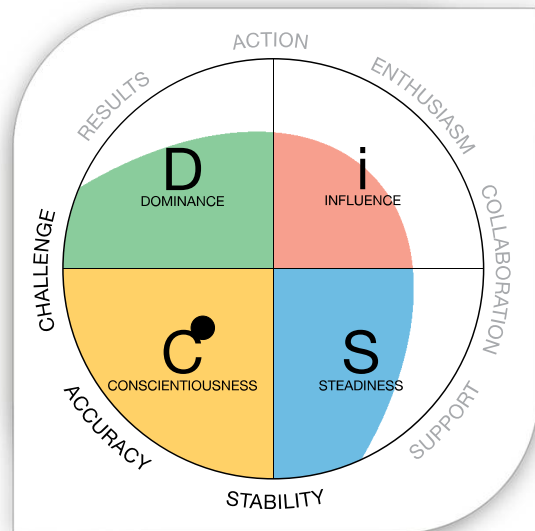 ACTION
RESULTS
ENTHUSIASM
D
DOMINANCE
i
INFLUENCE
CHALLENGE
COLLABORATION
C
CONSCIENTIOUSNESS
S
STEADINESS
ACCURACY
SUPPORT
STABILITY